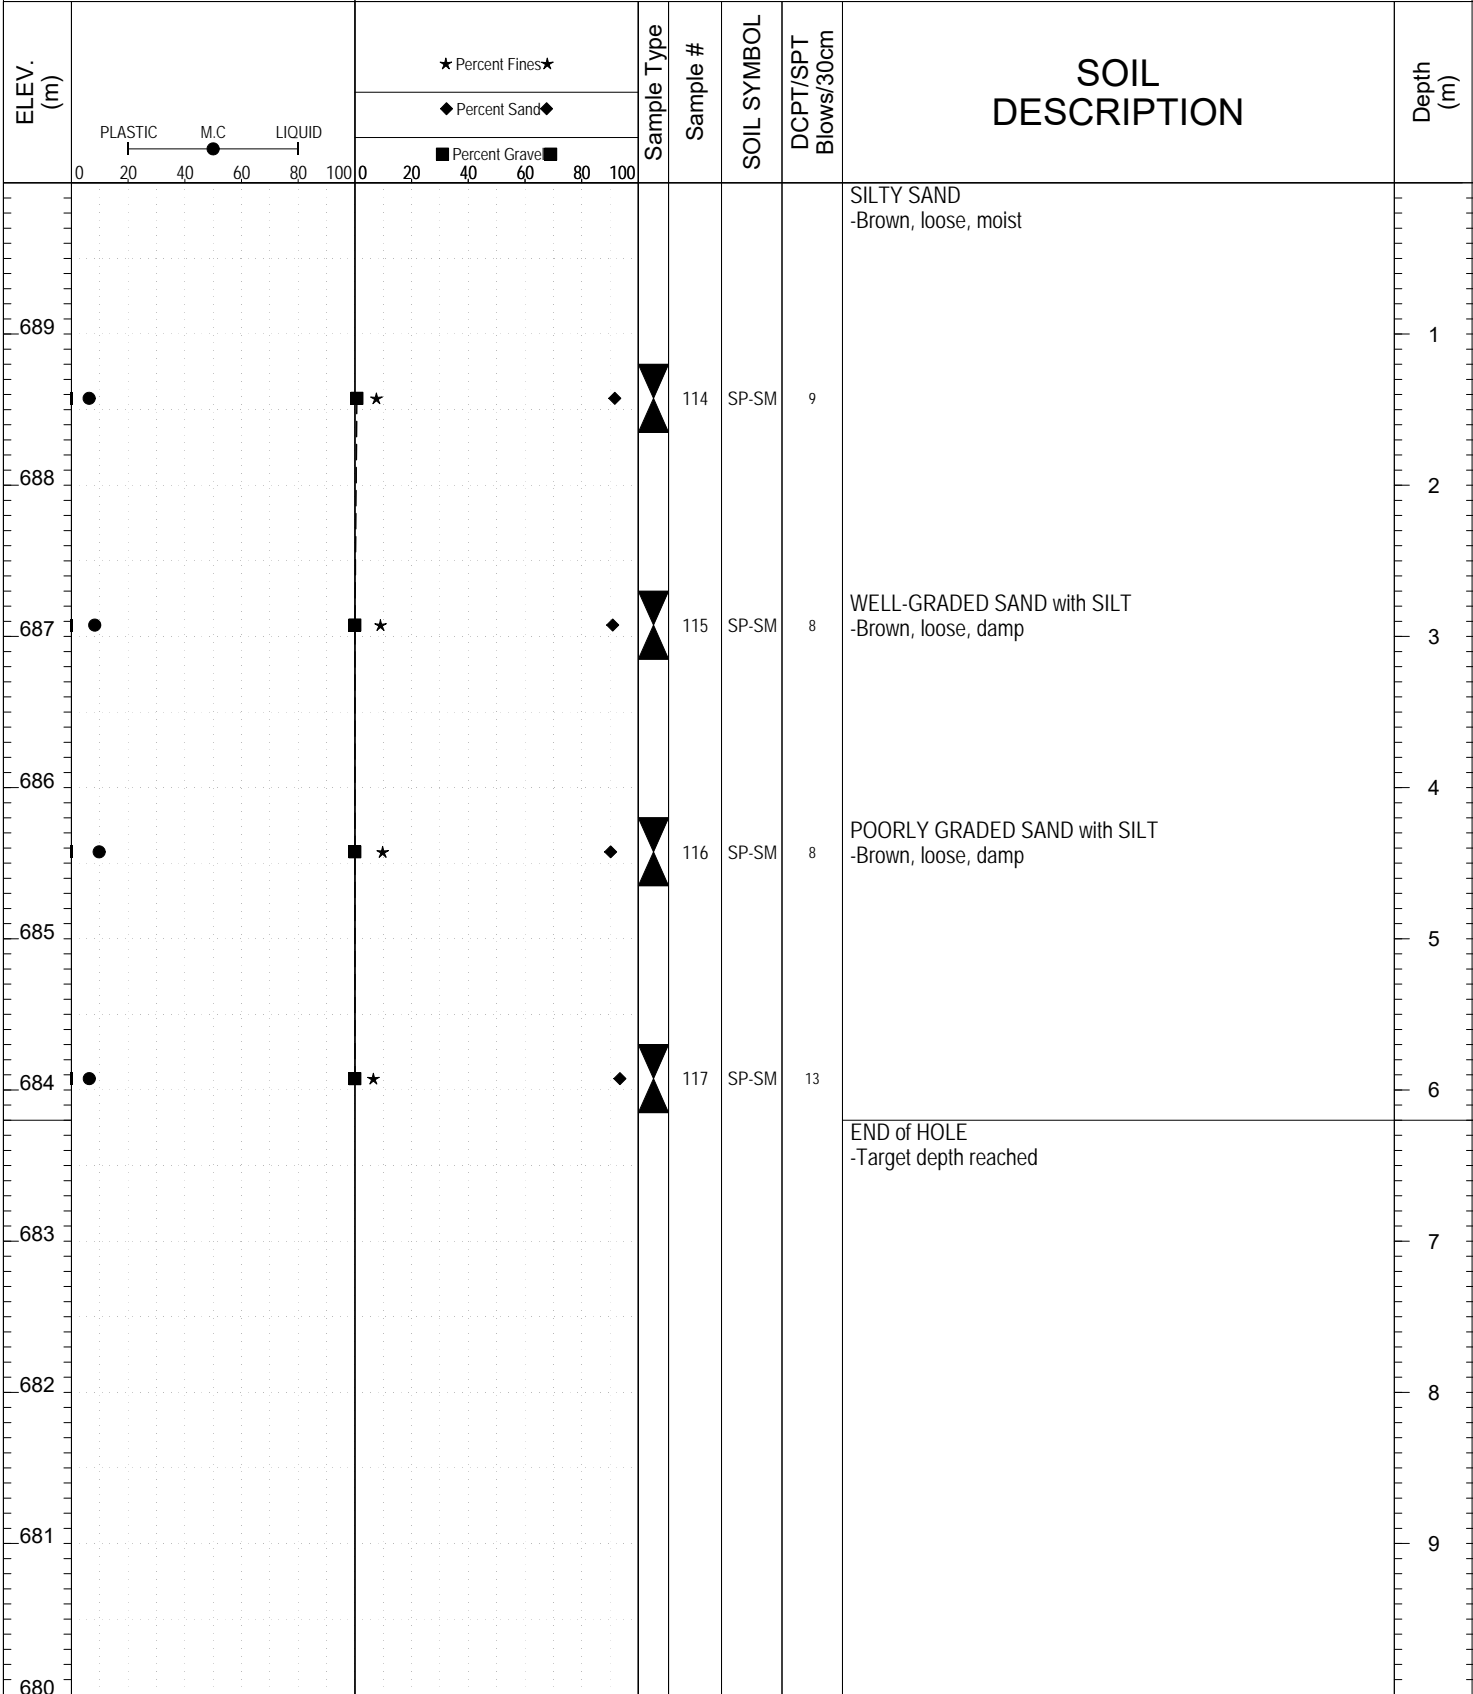 ELEV.
(m)
PLASTIC M.C LIQUID
0 20 40 60 80 100
★ Percent Fines★
◆ Percent Sand◆
■ Percent Gravel■
0 20 40 60 80 100
Sample Type
Sample #
SOIL SYMBOL
DCPT/SPT
Blows/30cm
SOIL
DESCRIPTION
Depth
(m)
SILTY SAND
-Brown, loose, moist
689 1
114 SP-SM 9
688 2
WELL-GRADED SAND with SILT
115 SP-SM 8 -Brown, loose, damp
687 3
686 4
POORLY GRADED SAND with SILT
116 SP-SM 8 -Brown, loose, damp
685 5
117 SP-SM 13
684 6
END of HOLE
-Target depth reached
683 7
682 8
681 9
680